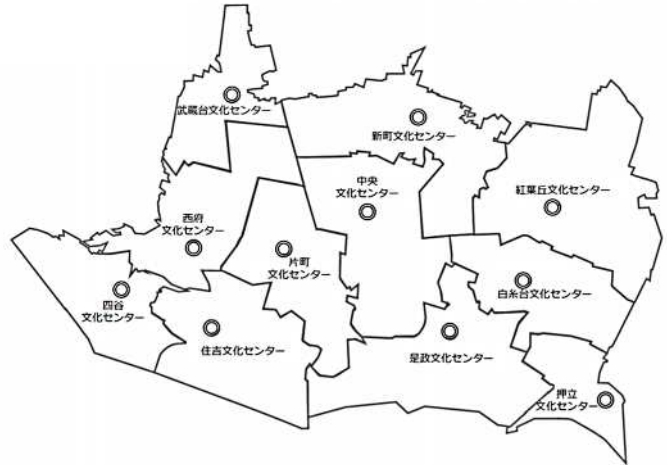 武蔵台文化センター
新町文化センター
中央
文化センター
紅葉丘文化センター
西府
文化センター
片町
文化センター
四谷
文化センター
白糸台文化センター
住吉文化センター
是政文化センター
押立
文化センター